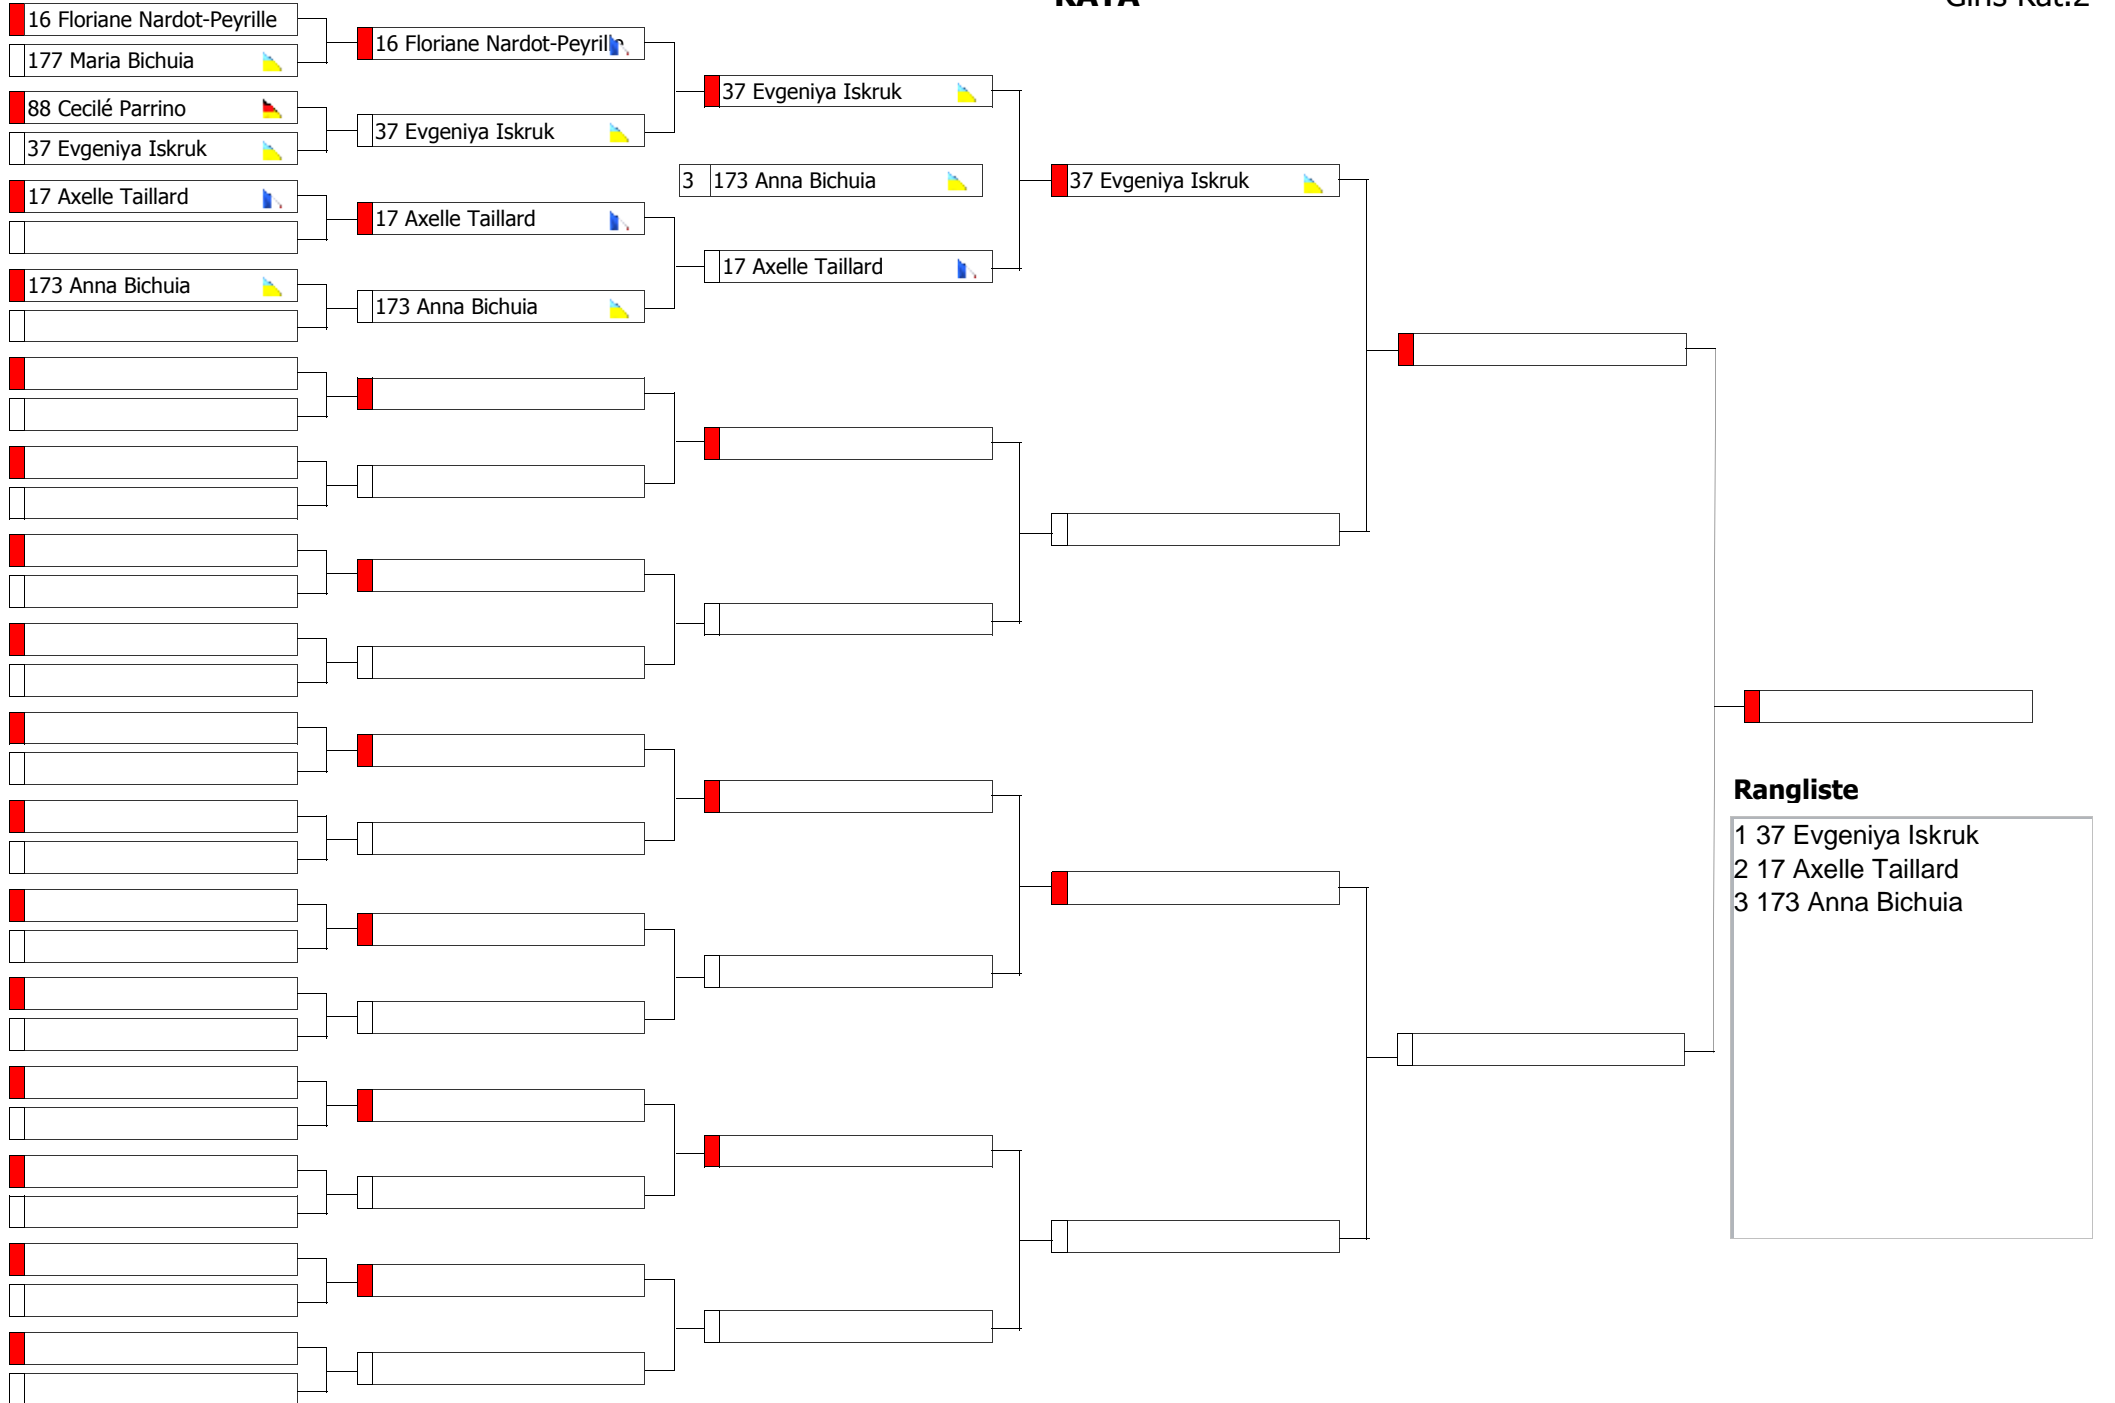 KATA
Girls Kat.2
16 Floriane Nardot-Peyrille
177 Maria Bichuia
88 Cecilé Parrino
37 Evgeniya Iskruk
17 Axelle Taillard
173 Anna Bichuia
16 Floriane Nardot-Peyrille
37 Evgeniya Iskruk
17 Axelle Taillard
173 Anna Bichuia
37 Evgeniya Iskruk
3 173 Anna Bichuia
17 Axelle Taillard
37 Evgeniya Iskruk
Rangliste
1 37 Evgeniya Iskruk
2 17 Axelle Taillard
3 173 Anna Bichuia